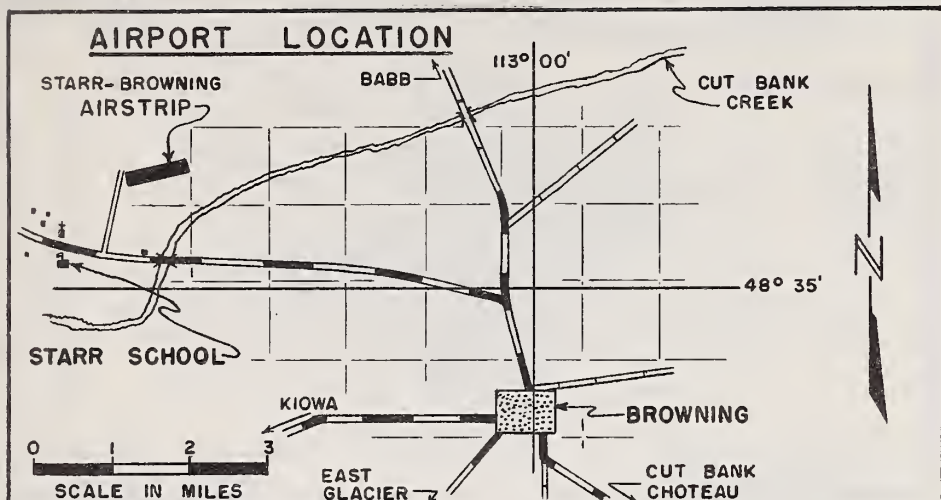 AIRPORT LOCATION
STARR-BROWNING
AIRSTRIP
BABB
113° 00'
CUT BANK
CREEK
N
48° 35'
STARR SCHOOL
KIOWA
BROWNING
0 1 2 3
SCALE IN MILES
EAST
GLACIER
CUT BANK
CHOTEAU